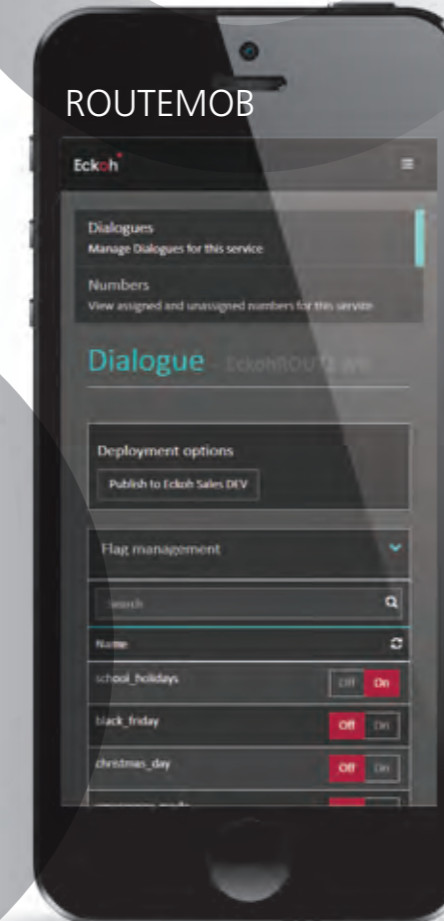 ROUTEMOB
Eckoh
Dialogues
Manage Dialogues for this service
Numbers
View assigned and unassigned numbers for this service
Dialogue
Deployment options
Publish to Eckoh Sales DEV
Flag management
search
Name
school_holidays Off On
black_friday Off On
christmas_day Off On